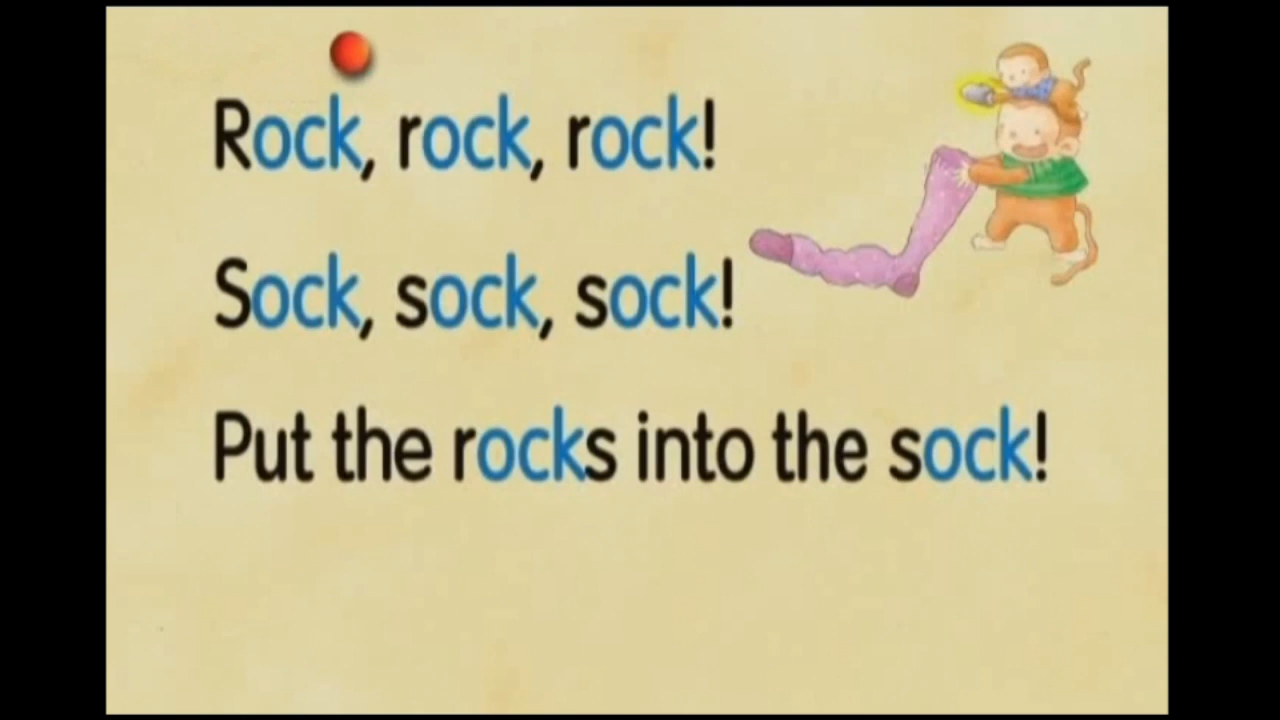 Rock, rock, rock!
Sock, sock, sock!
Put the rocks into the sock!